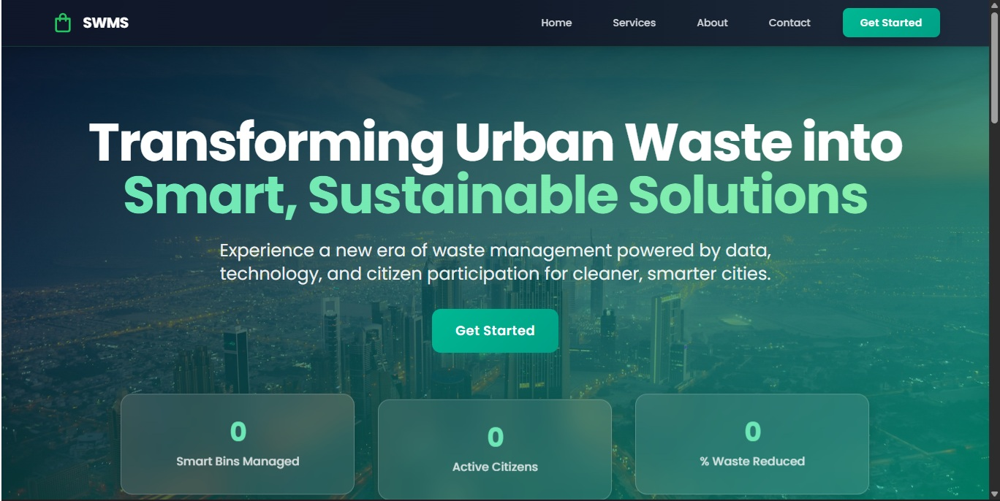 SWMS
Home
Services
About
Contact
Get Started
Transforming Urban Waste into
Smart, Sustainable Solutions
Experience a new era of waste management powered by data,
technology, and citizen participation for cleaner, smarter cities.
Get Started
0
Smart Bins Managed
0
Active Citizens
0
% Waste Reduced